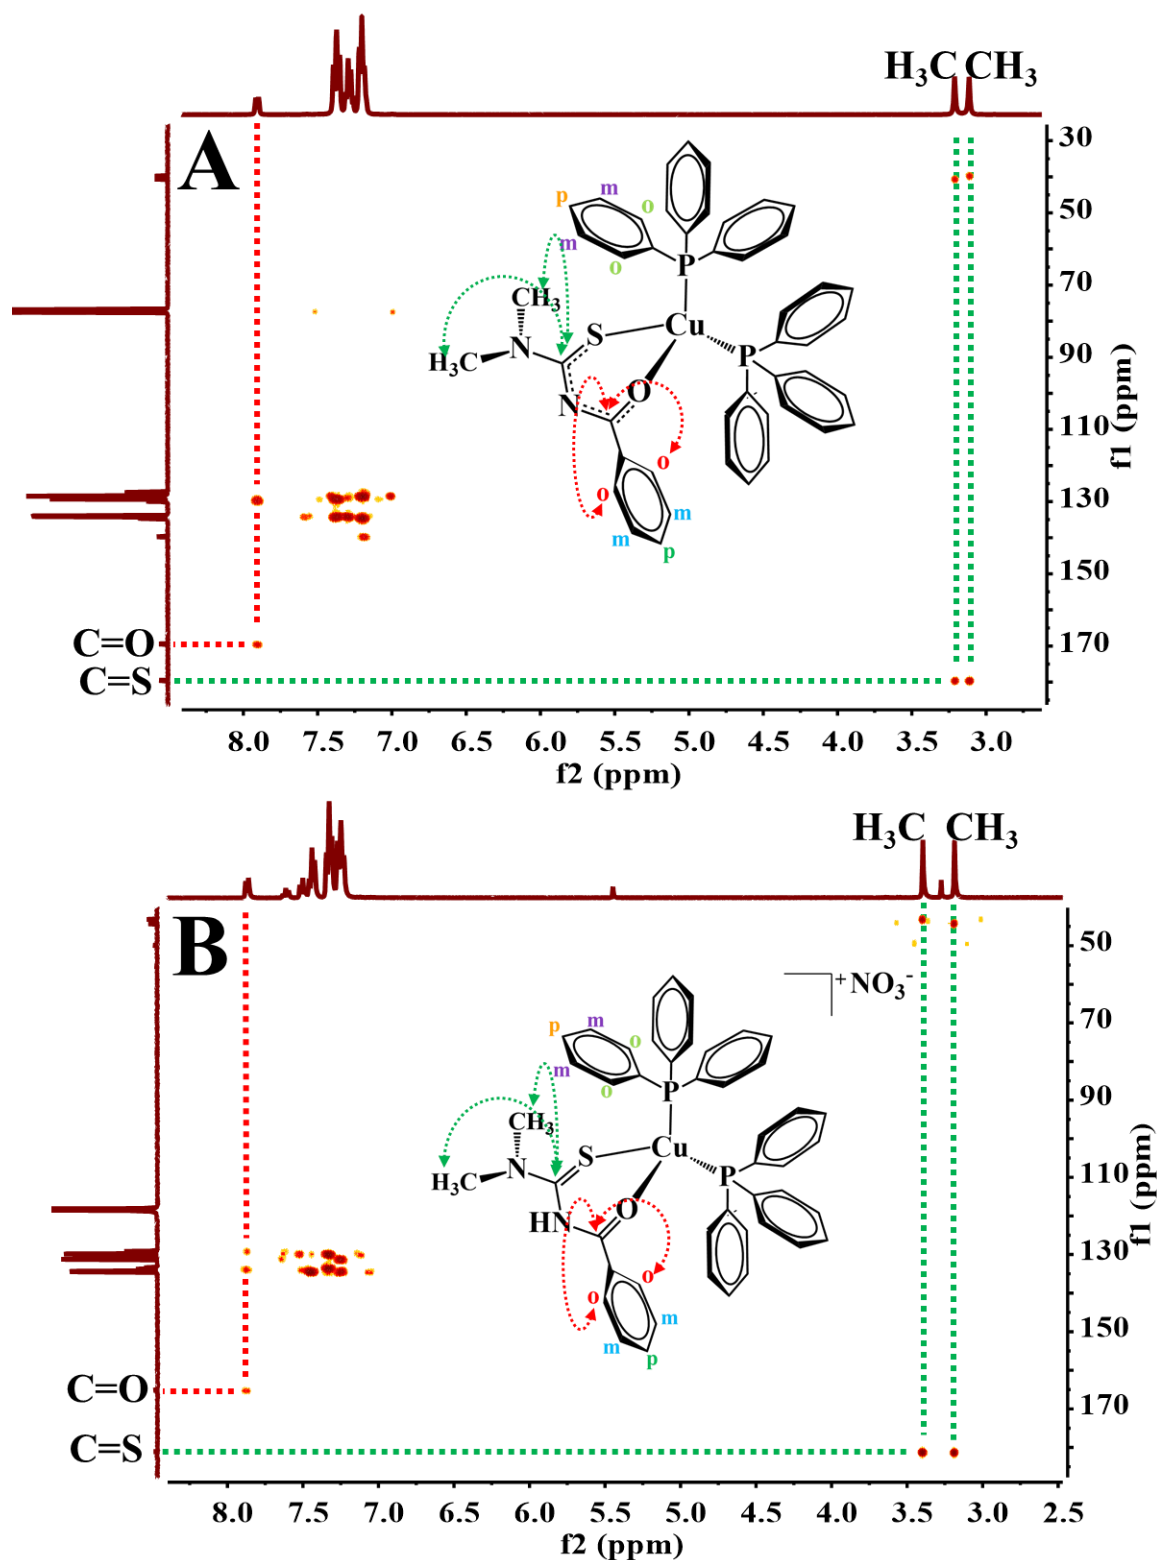 H₃C CH₃
A
30
50
70
90
110
130
150
170
f1 (ppm)
p
m
o
m
o
P
CH₃
S
Cu
H₃C
N
P
N
O
o
o
m
m
p
C=O
C=S
8.0 7.5 7.0 6.5 6.0 5.5 5.0 4.5 4.0 3.5 3.0
f2 (ppm)
H₃C CH₃
B
50
70
90
110
130
150
170
f1 (ppm)
+ NO₃⁻
p
m
o
m
o
P
CH₃
S
Cu
H₃C
N
P
HN
O
o
o
m
m
p
C=O
C=S
8.0 7.5 7.0 6.5 6.0 5.5 5.0 4.5 4.0 3.5 3.0 2.5
f2 (ppm)